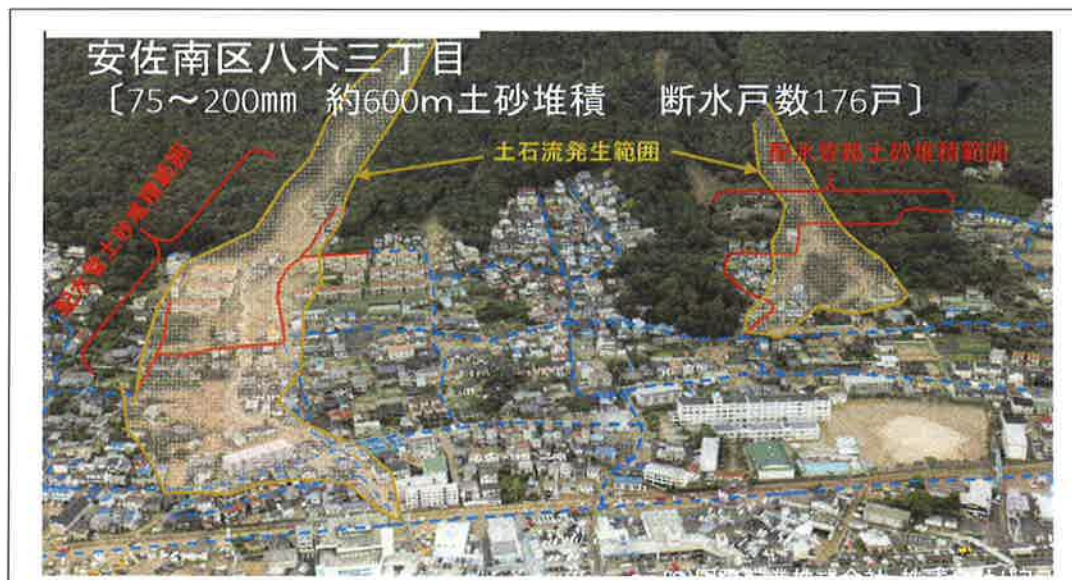 安佐南区八木三丁目
〔75～200㎜　約600m土砂堆積　　断水戸数176戸〕
土石流発生範囲
配水管路土砂堆積範囲
配水管土砂堆積範囲